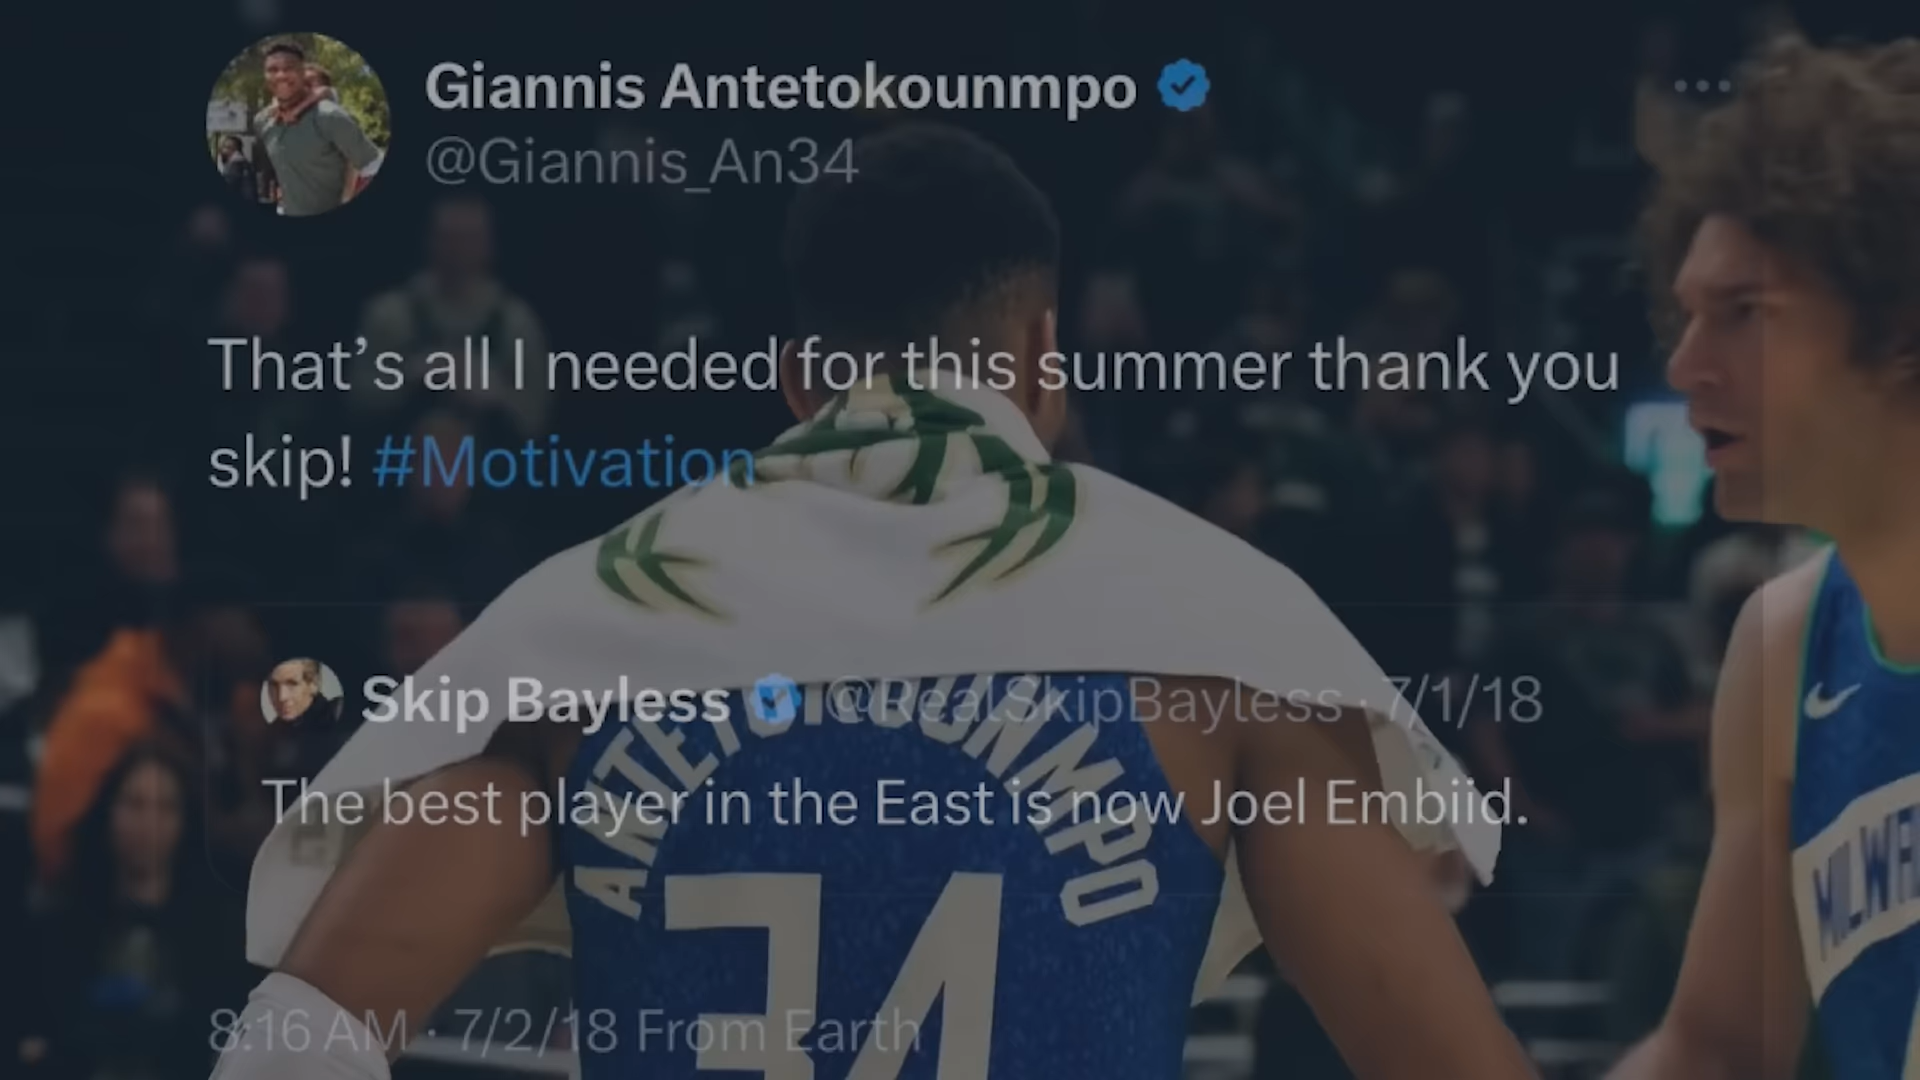 Giannis Antetokounmpo
@Giannis_An34
That's all I needed for this summer thank you
skip! #Motivation
Skip Bayless @RealSkipBayless · 7/1/18
The best player in the East is now Joel Embiid.
8:16 AM · 7/2/18 From Earth
ANTETOKOUNMPO
34